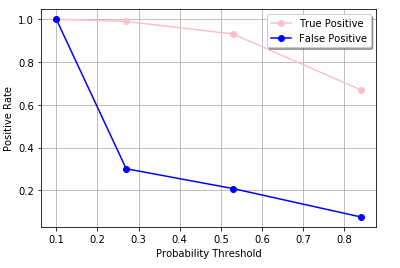 True Positive
False Positive
Positive Rate
1.0
0.8
0.6
0.4
0.2
0.1 0.2 0.3 0.4 0.5 0.6 0.7 0.8
Probability Threshold